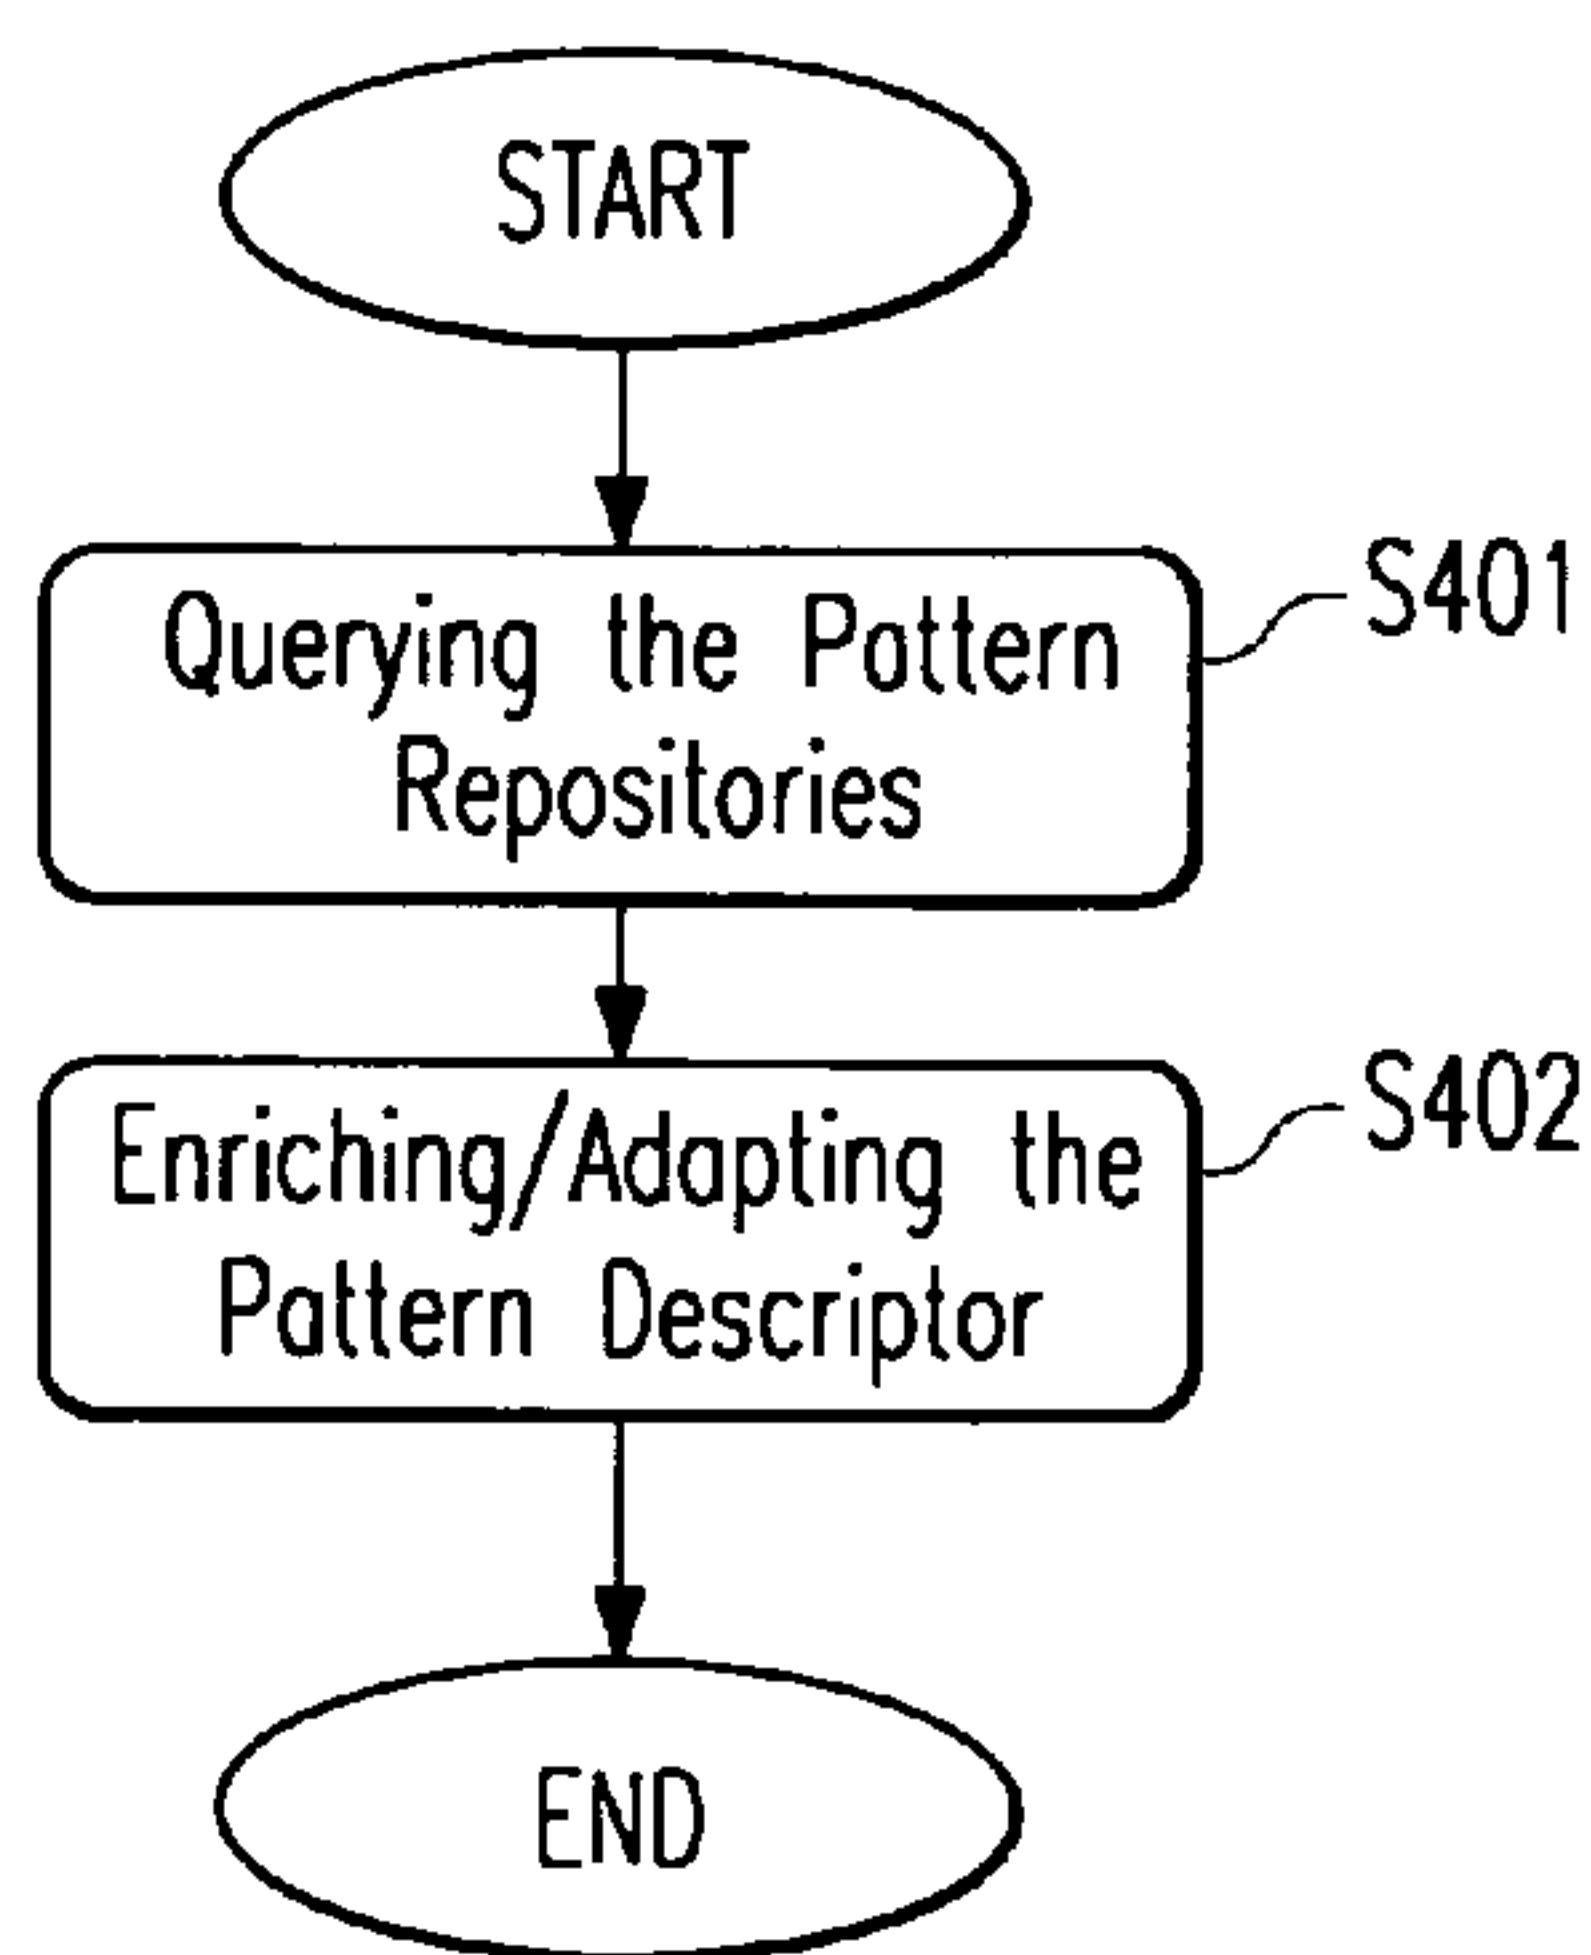 START
Querying the Pattern
Repositories
S401
Enriching/Adapting the
Pattern Descriptor
S402
END